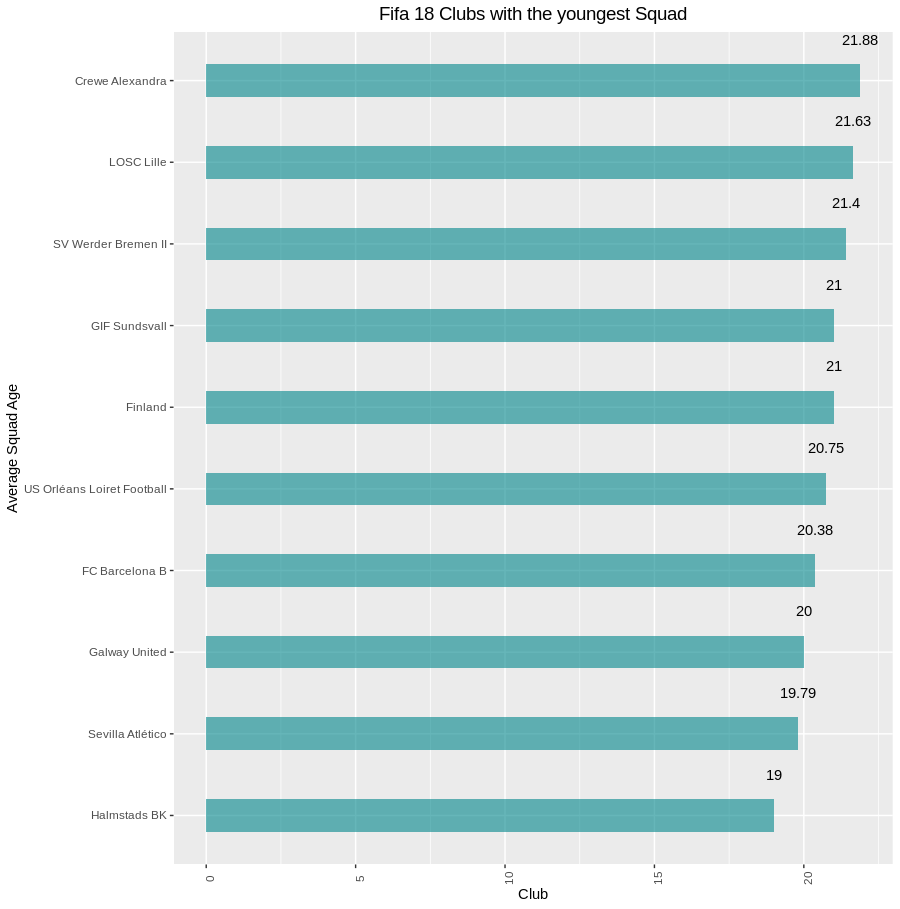 Fifa 18 Clubs with the youngest Squad
21.88
Crewe Alexandra
21.63
LOSC Lille
21.4
SV Werder Bremen II
21
GIF Sundsvall
21
Finland
20.75
US Orléans Loiret Football
20.38
FC Barcelona B
20
Galway United
19.79
Sevilla Atlético
19
Halmstads BK
Average Squad Age
0 5 10 15 20
Club